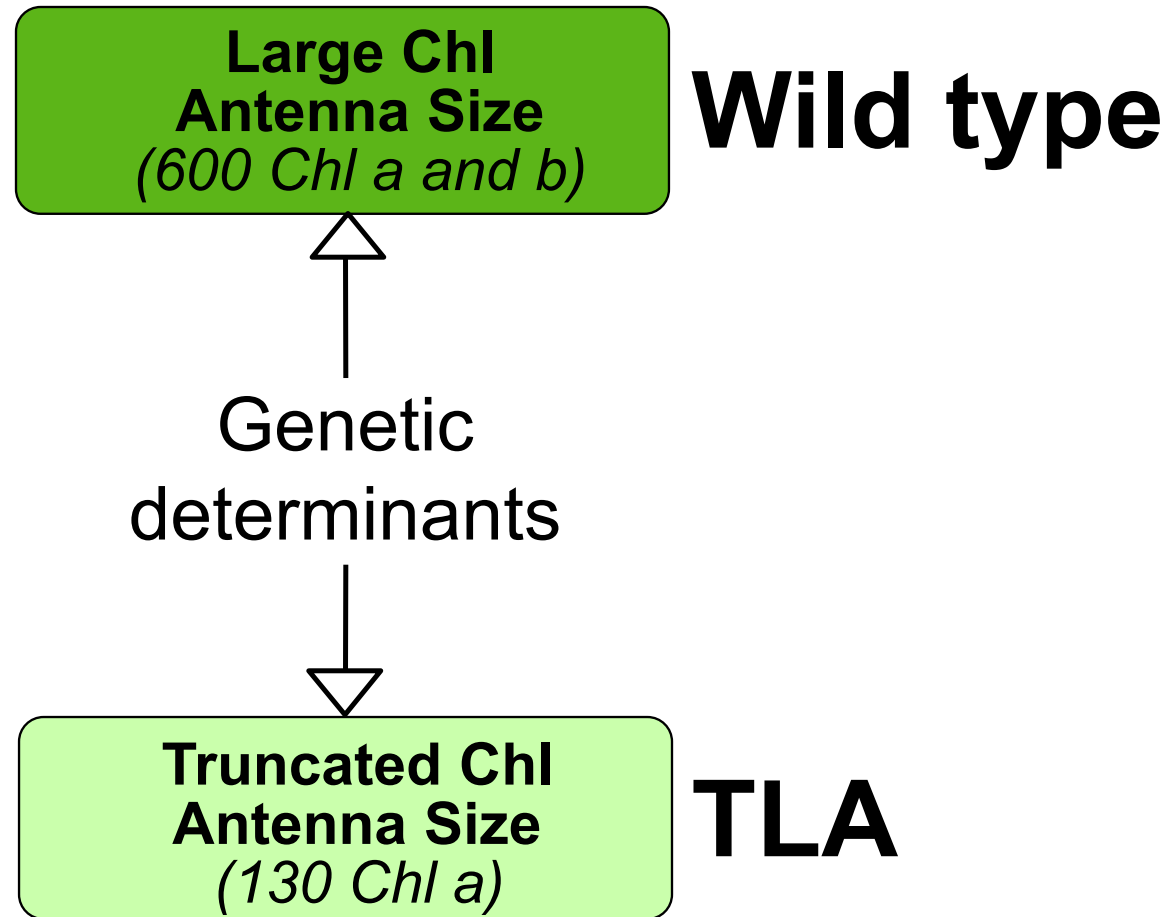 Large Chl
Antenna Size
(600 Chl a and b)
Wild type
Genetic
determinants
Truncated Chl
Antenna Size
(130 Chl a)
TLA